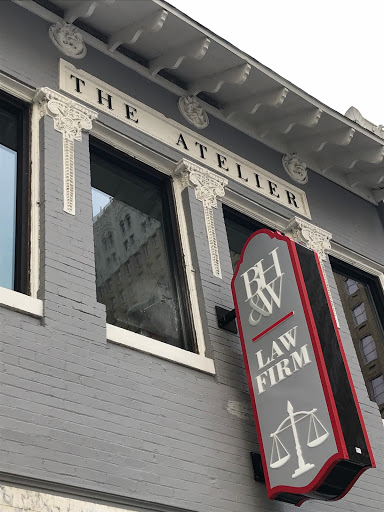 THE ATELIER
BH
&W
LAW
FIRM